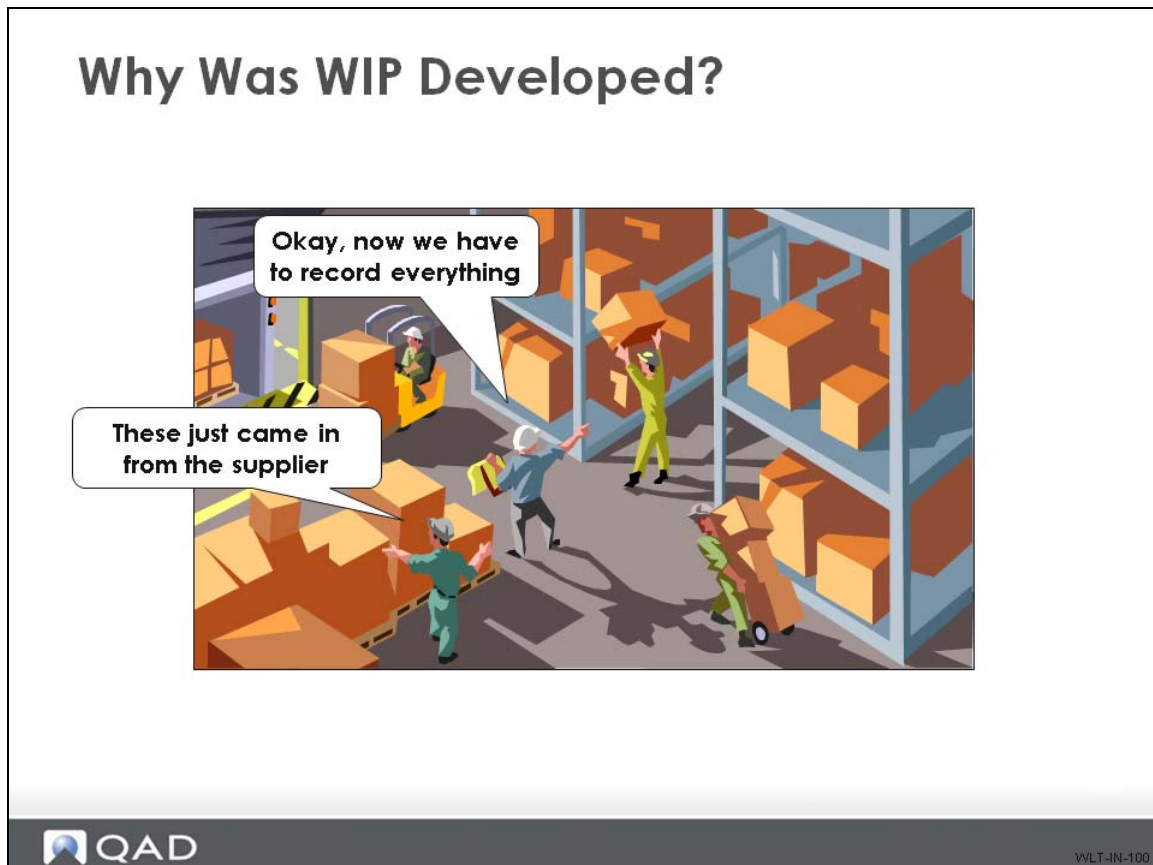 Why Was WIP Developed?
Okay, now we have
to record everything
These just came in
from the supplier
QAD
WLT-IN-100